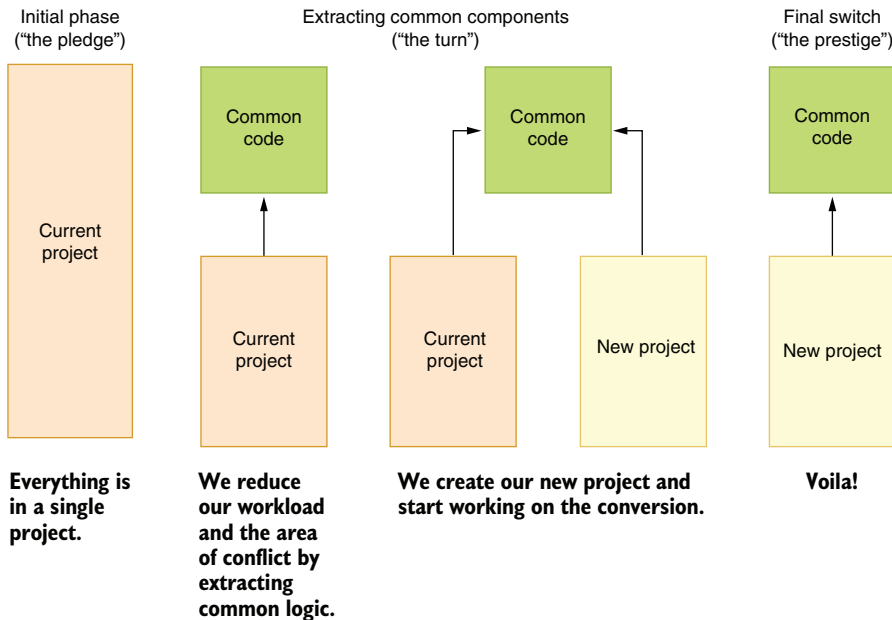 Initial phase
(“the pledge”)
Extracting common components
(“the turn”)
Final switch
(“the prestige”)
Current
project
Common
code
Current
project
Common
code
Current
project
New project
Common
code
New project
Everything is
in a single
project.
We reduce
our workload
and the area
of conflict by
extracting
common logic.
We create our new project and
start working on the conversion.
Voila!